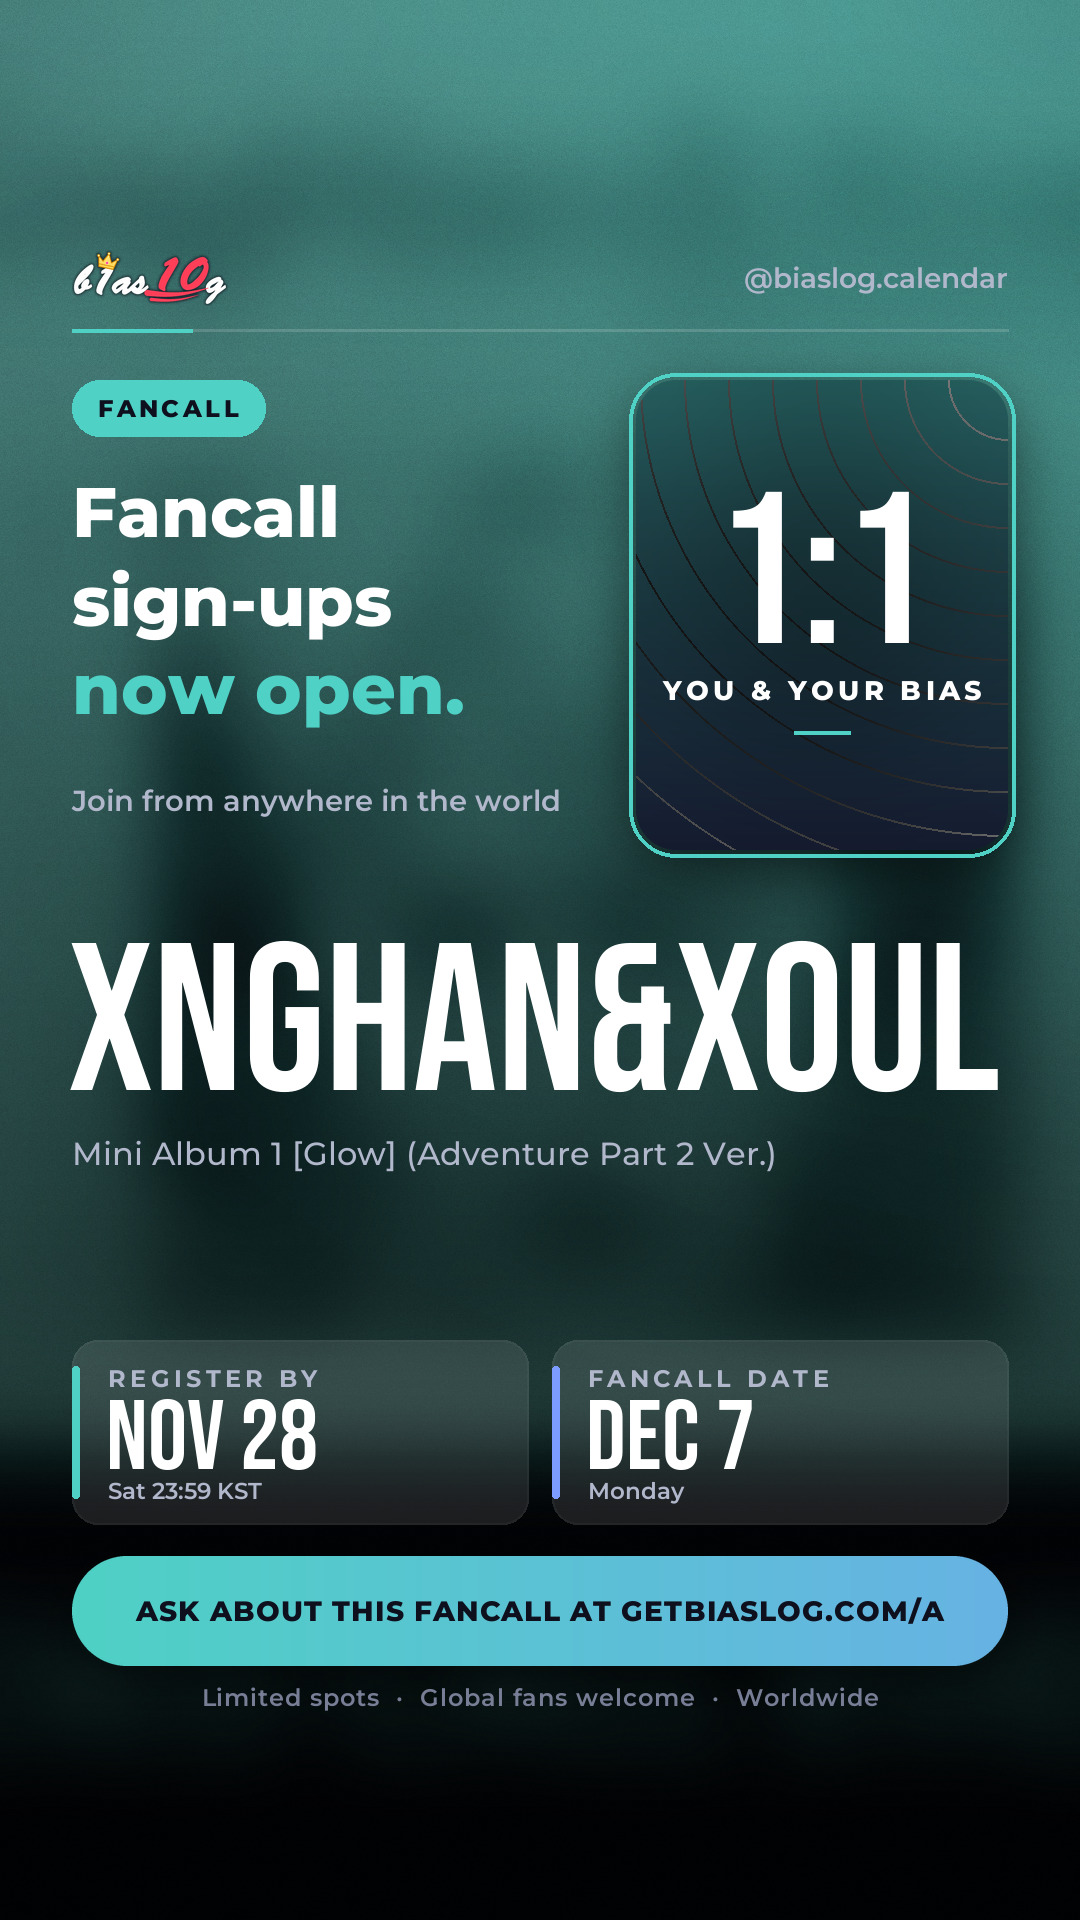 b1as10g
@biaslog.calendar
FANCALL
Fancall
sign-ups
now open.
Join from anywhere in the world
1:1
YOU & YOUR BIAS
XNGHAN&XOUL
Mini Album 1 [Glow] (Adventure Part 2 Ver.)
REGISTER BY
NOV 28
Sat 23:59 KST
FANCALL DATE
DEC 7
Monday
ASK ABOUT THIS FANCALL AT GETBIASLOG.COM/A
Limited spots · Global fans welcome · Worldwide